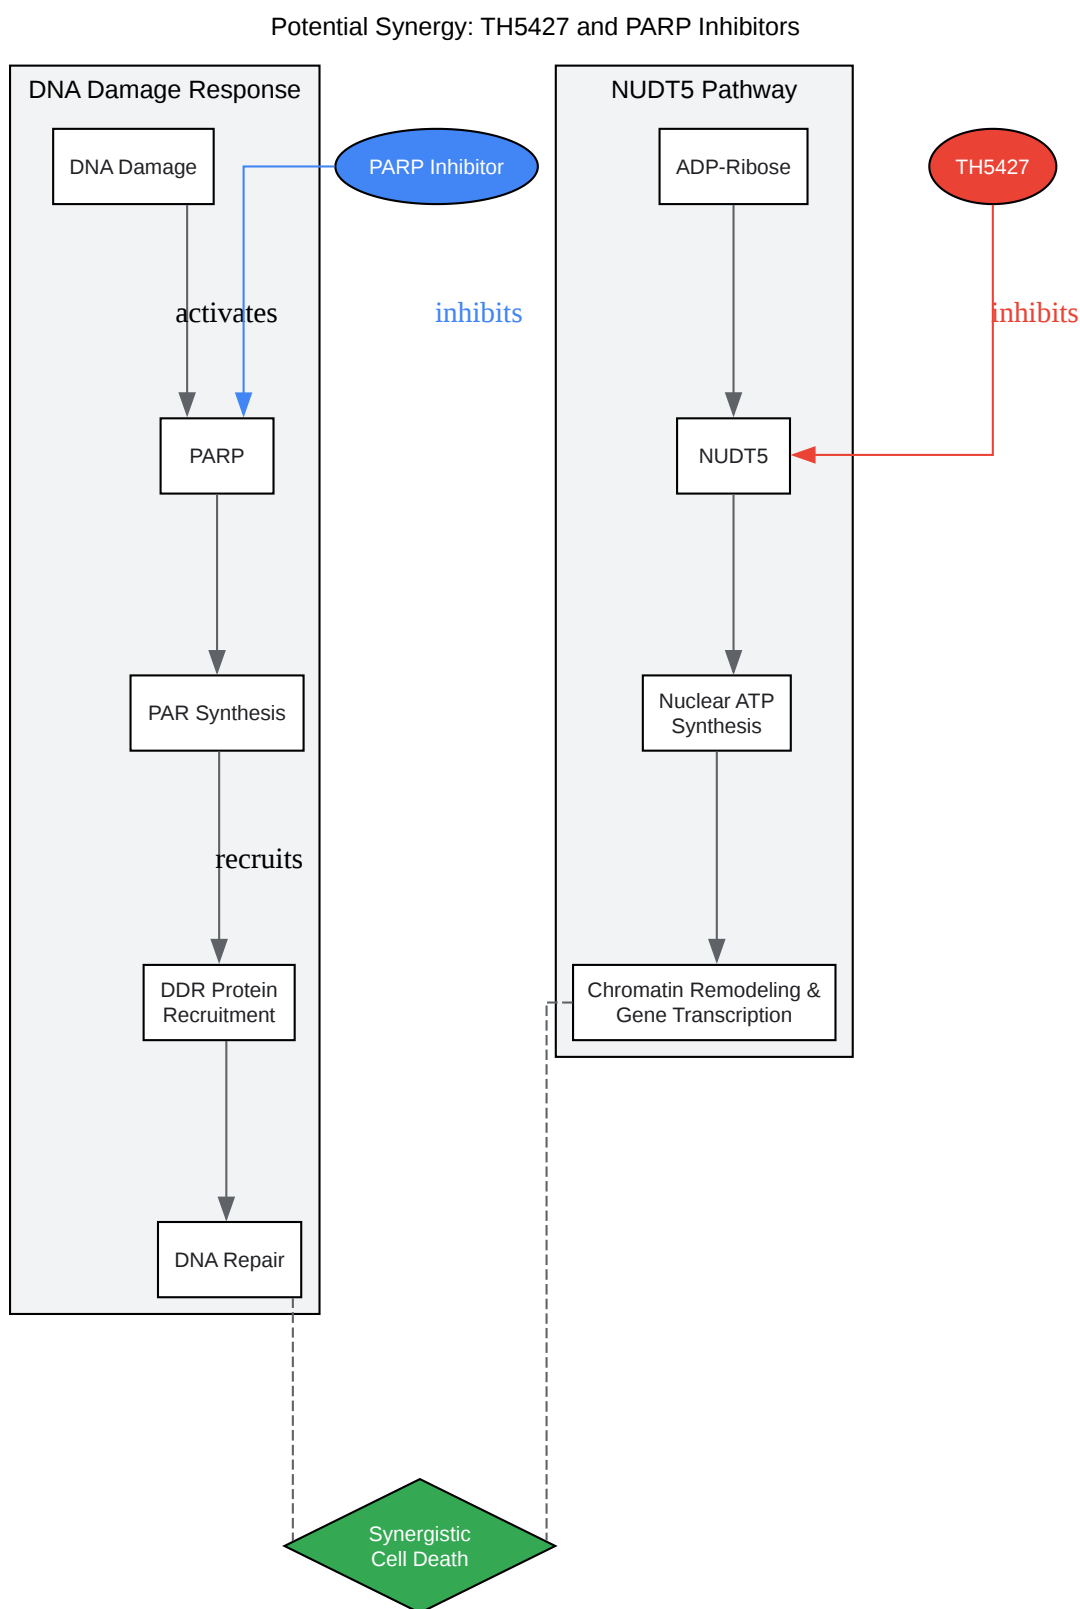 Potential Synergy: TH5427 and PARP Inhibitors
DNA Damage Response
NUDT5 Pathway
DNA Damage
PARP Inhibitor
ADP-Ribose
TH5427
activates
inhibits
inhibits
PARP
NUDT5
PAR Synthesis
Nuclear ATP
Synthesis
recruits
DDR Protein
Recruitment
Chromatin Remodeling &
Gene Transcription
DNA Repair
Synergistic
Cell Death